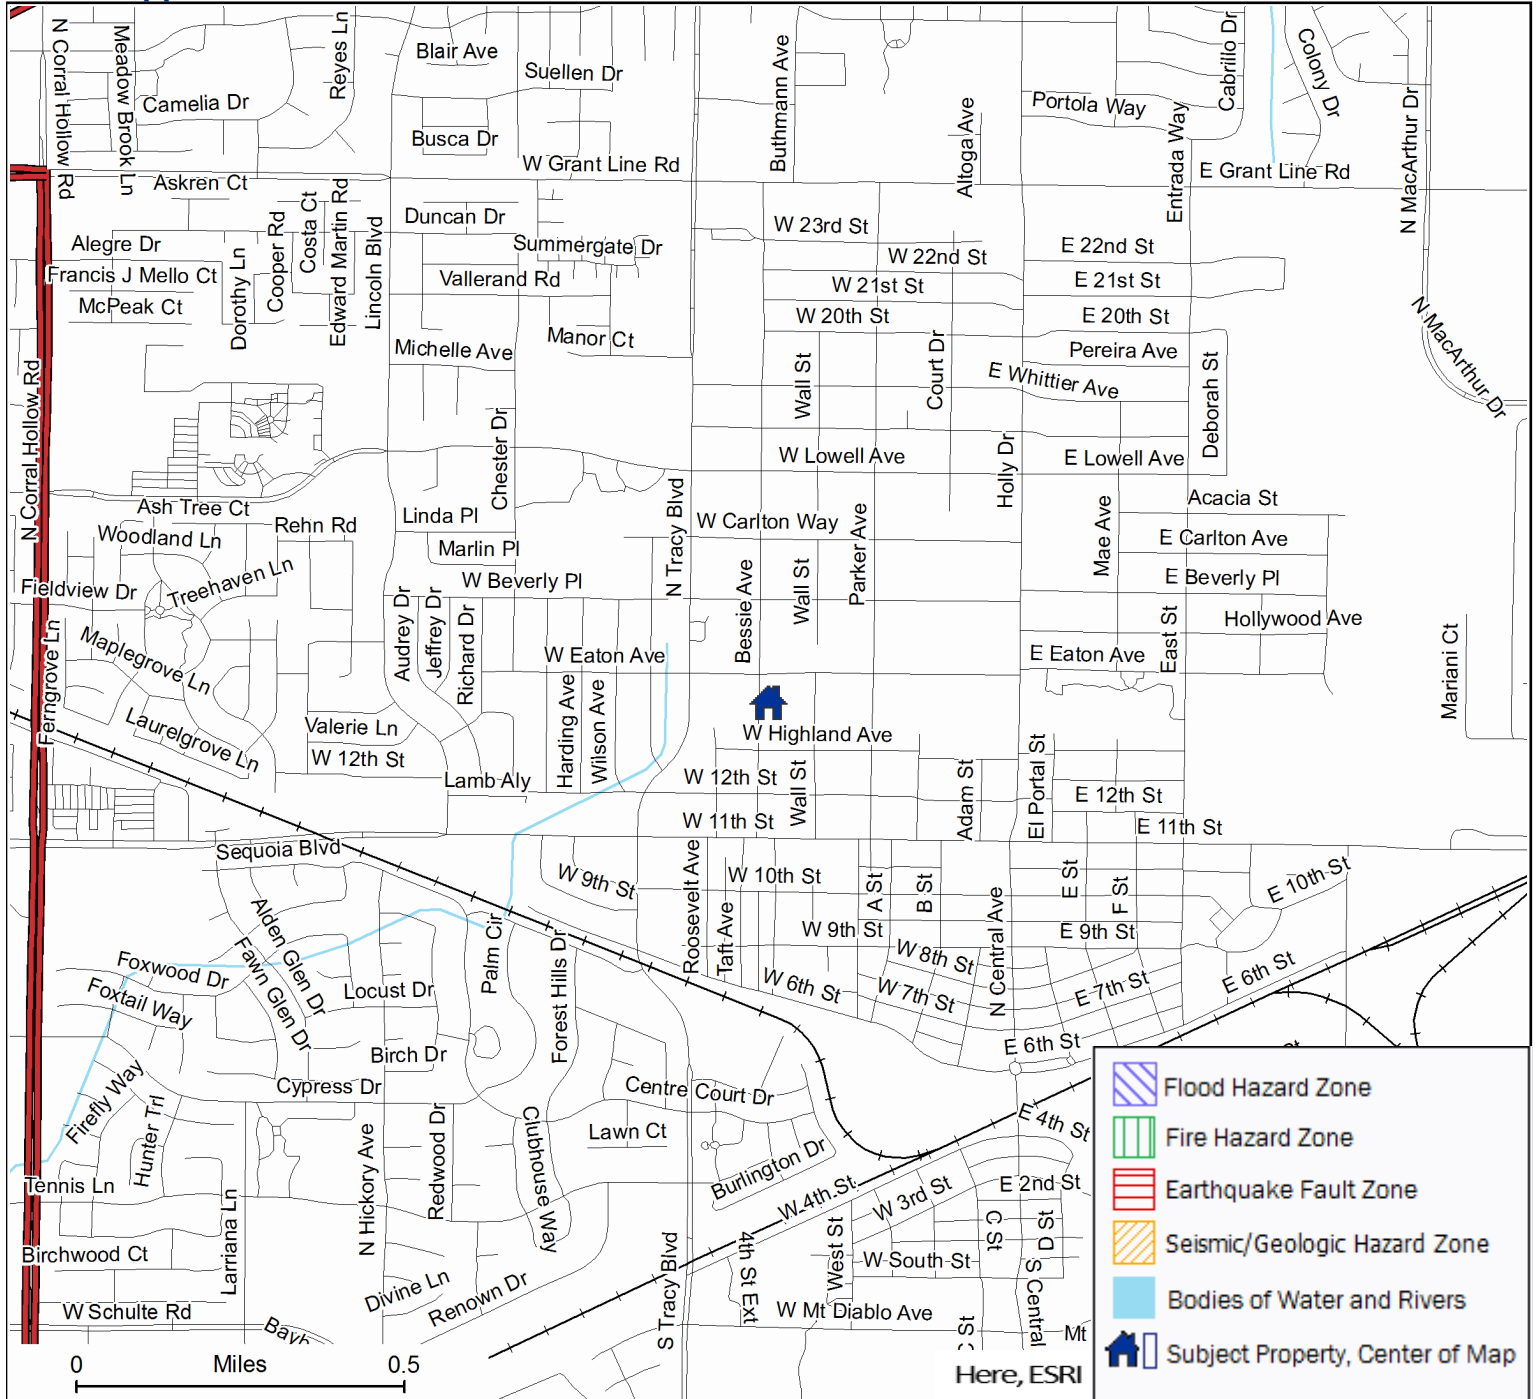 N Corral Hollow Rd
Meadow Brook Ln
Reyes Ln
Blair Ave
Suellen Dr
Camelia Dr
Busca Dr
W Grant Line Rd
Buthmann Ave
Altoga Ave
Portola Way
Entrada Way
Cabrillo Dr
Colony Dr
N MacArthur Dr
E Grant Line Rd
Askren Ct
Costa Ct
Edward Martin Rd
Cooper Rd
Lincoln Blvd
Duncan Dr
Summergate Dr
W 23rd St
Alegre Dr
W 22nd St
E 22nd St
Francis J Mello Ct
Dorothy Ln
Vallerand Rd
W 21st St
E 21st St
McPeak Ct
W 20th St
E 20th St
Manor Ct
Michelle Ave
Court Dr
Pereira Ave
N MacArthur Dr
Wall St
E Whittier Ave
Deborah St
N Corral Hollow Rd
Chester Dr
W Lowell Ave
Holly Dr
E Lowell Ave
Ash Tree Ct
Linda Pl
N Tracy Blvd
Acacia St
Rehn Rd
W Carlton Way
Parker Ave
Mae Ave
Woodland Ln
Marlin Pl
E Carlton Ave
Fieldview Dr
Treehaven Ln
W Beverly Pl
Wall St
E Beverly Pl
Audrey Dr
Jeffrey Dr
Richard Dr
Bessie Ave
Hollywood Ave
East St
Ferngrove Ln
Maplegrove Ln
W Eaton Ave
E Eaton Ave
Mariani Ct
Laurelgrove Ln
Valerie Ln
Harding Ave
Wilson Ave
W Highland Ave
W 12th St
Lamb Aly
W 12th St
Wall St
Adam St
El Portal St
E 12th St
W 11th St
E 11th St
Sequoia Blvd
W 9th St
Roosevelt Ave
W 10th St
A St
B St
E St
F St
E 10th St
Alden Glen Dr
Taft Ave
W 9th St
N Central Ave
E 9th St
Fawn Glen Dr
Palm Cir
Forest Hills Dr
W 8th St
Foxwood Dr
W 6th St
W 7th St
E 7th St
E 6th St
Foxtail Way
Locust Dr
Birch Dr
E 6th St
Cypress Dr
Centre Court Dr
Firefly Way
Hunter Trl
E 4th St
N Hickory Ave
Redwood Dr
Clubhouse Way
Lawn Ct
Burlington Dr
Tennis Ln
W 4th St
W 3rd St
E 2nd St
Larriana Ln
West St
C St
D St
Birchwood Ct
S Tracy Blvd
4th St Ext
W South St
S Central
Divine Ln
Renown Dr
W Schulte Rd
W Mt Diablo Ave
Mt
Flood Hazard Zone
Fire Hazard Zone
Earthquake Fault Zone
Seismic/Geologic Hazard Zone
Bodies of Water and Rivers
Subject Property, Center of Map
0 Miles 0.5
Here, ESRI